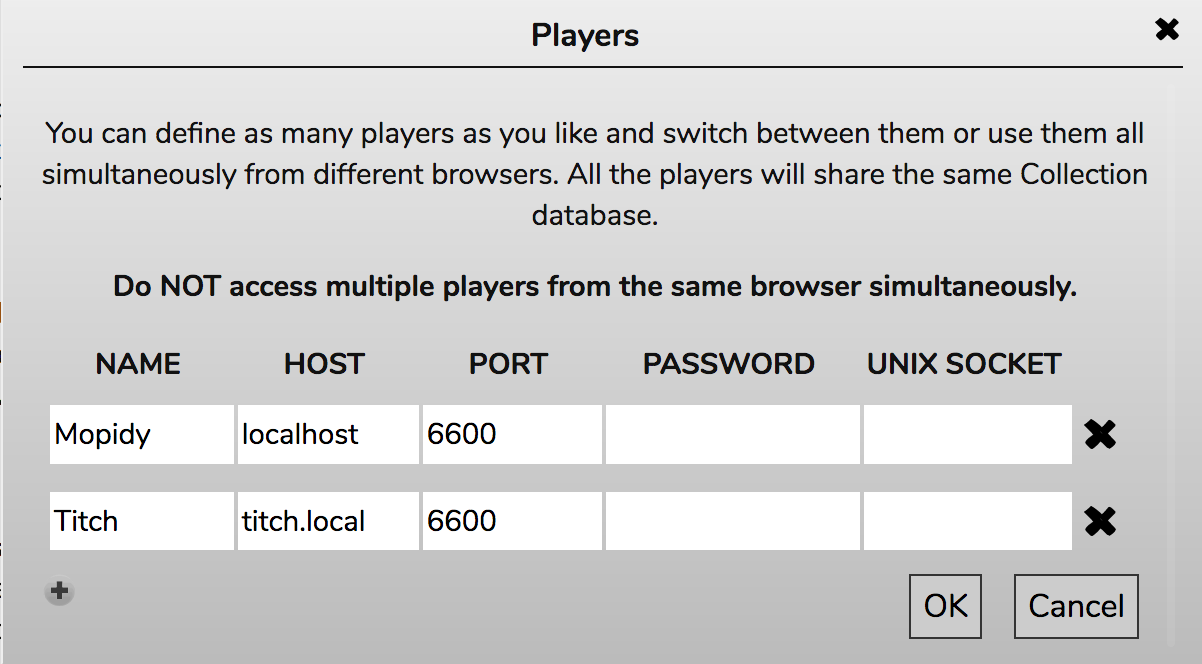 Players
You can define as many players as you like and switch between them or use them all
simultaneously from different browsers. All the players will share the same Collection
database.
Do NOT access multiple players from the same browser simultaneously.
NAME HOST PORT PASSWORD UNIX SOCKET
Mopidy localhost 6600
Titch titch.local 6600
OK Cancel